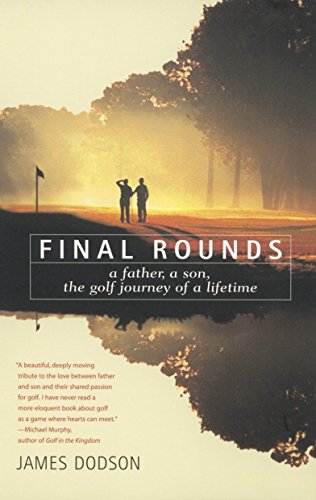 FINAL ROUNDS
a father, a son,
the golf journey of a lifetime
"A beautiful, deeply moving
tribute to the love between father
and son and their shared passion
for golf. I have never read a
more eloquent book about golf
as a game where hearts can meet."
—Michael Murphy,
author of Golf in the Kingdom
JAMES DODSON